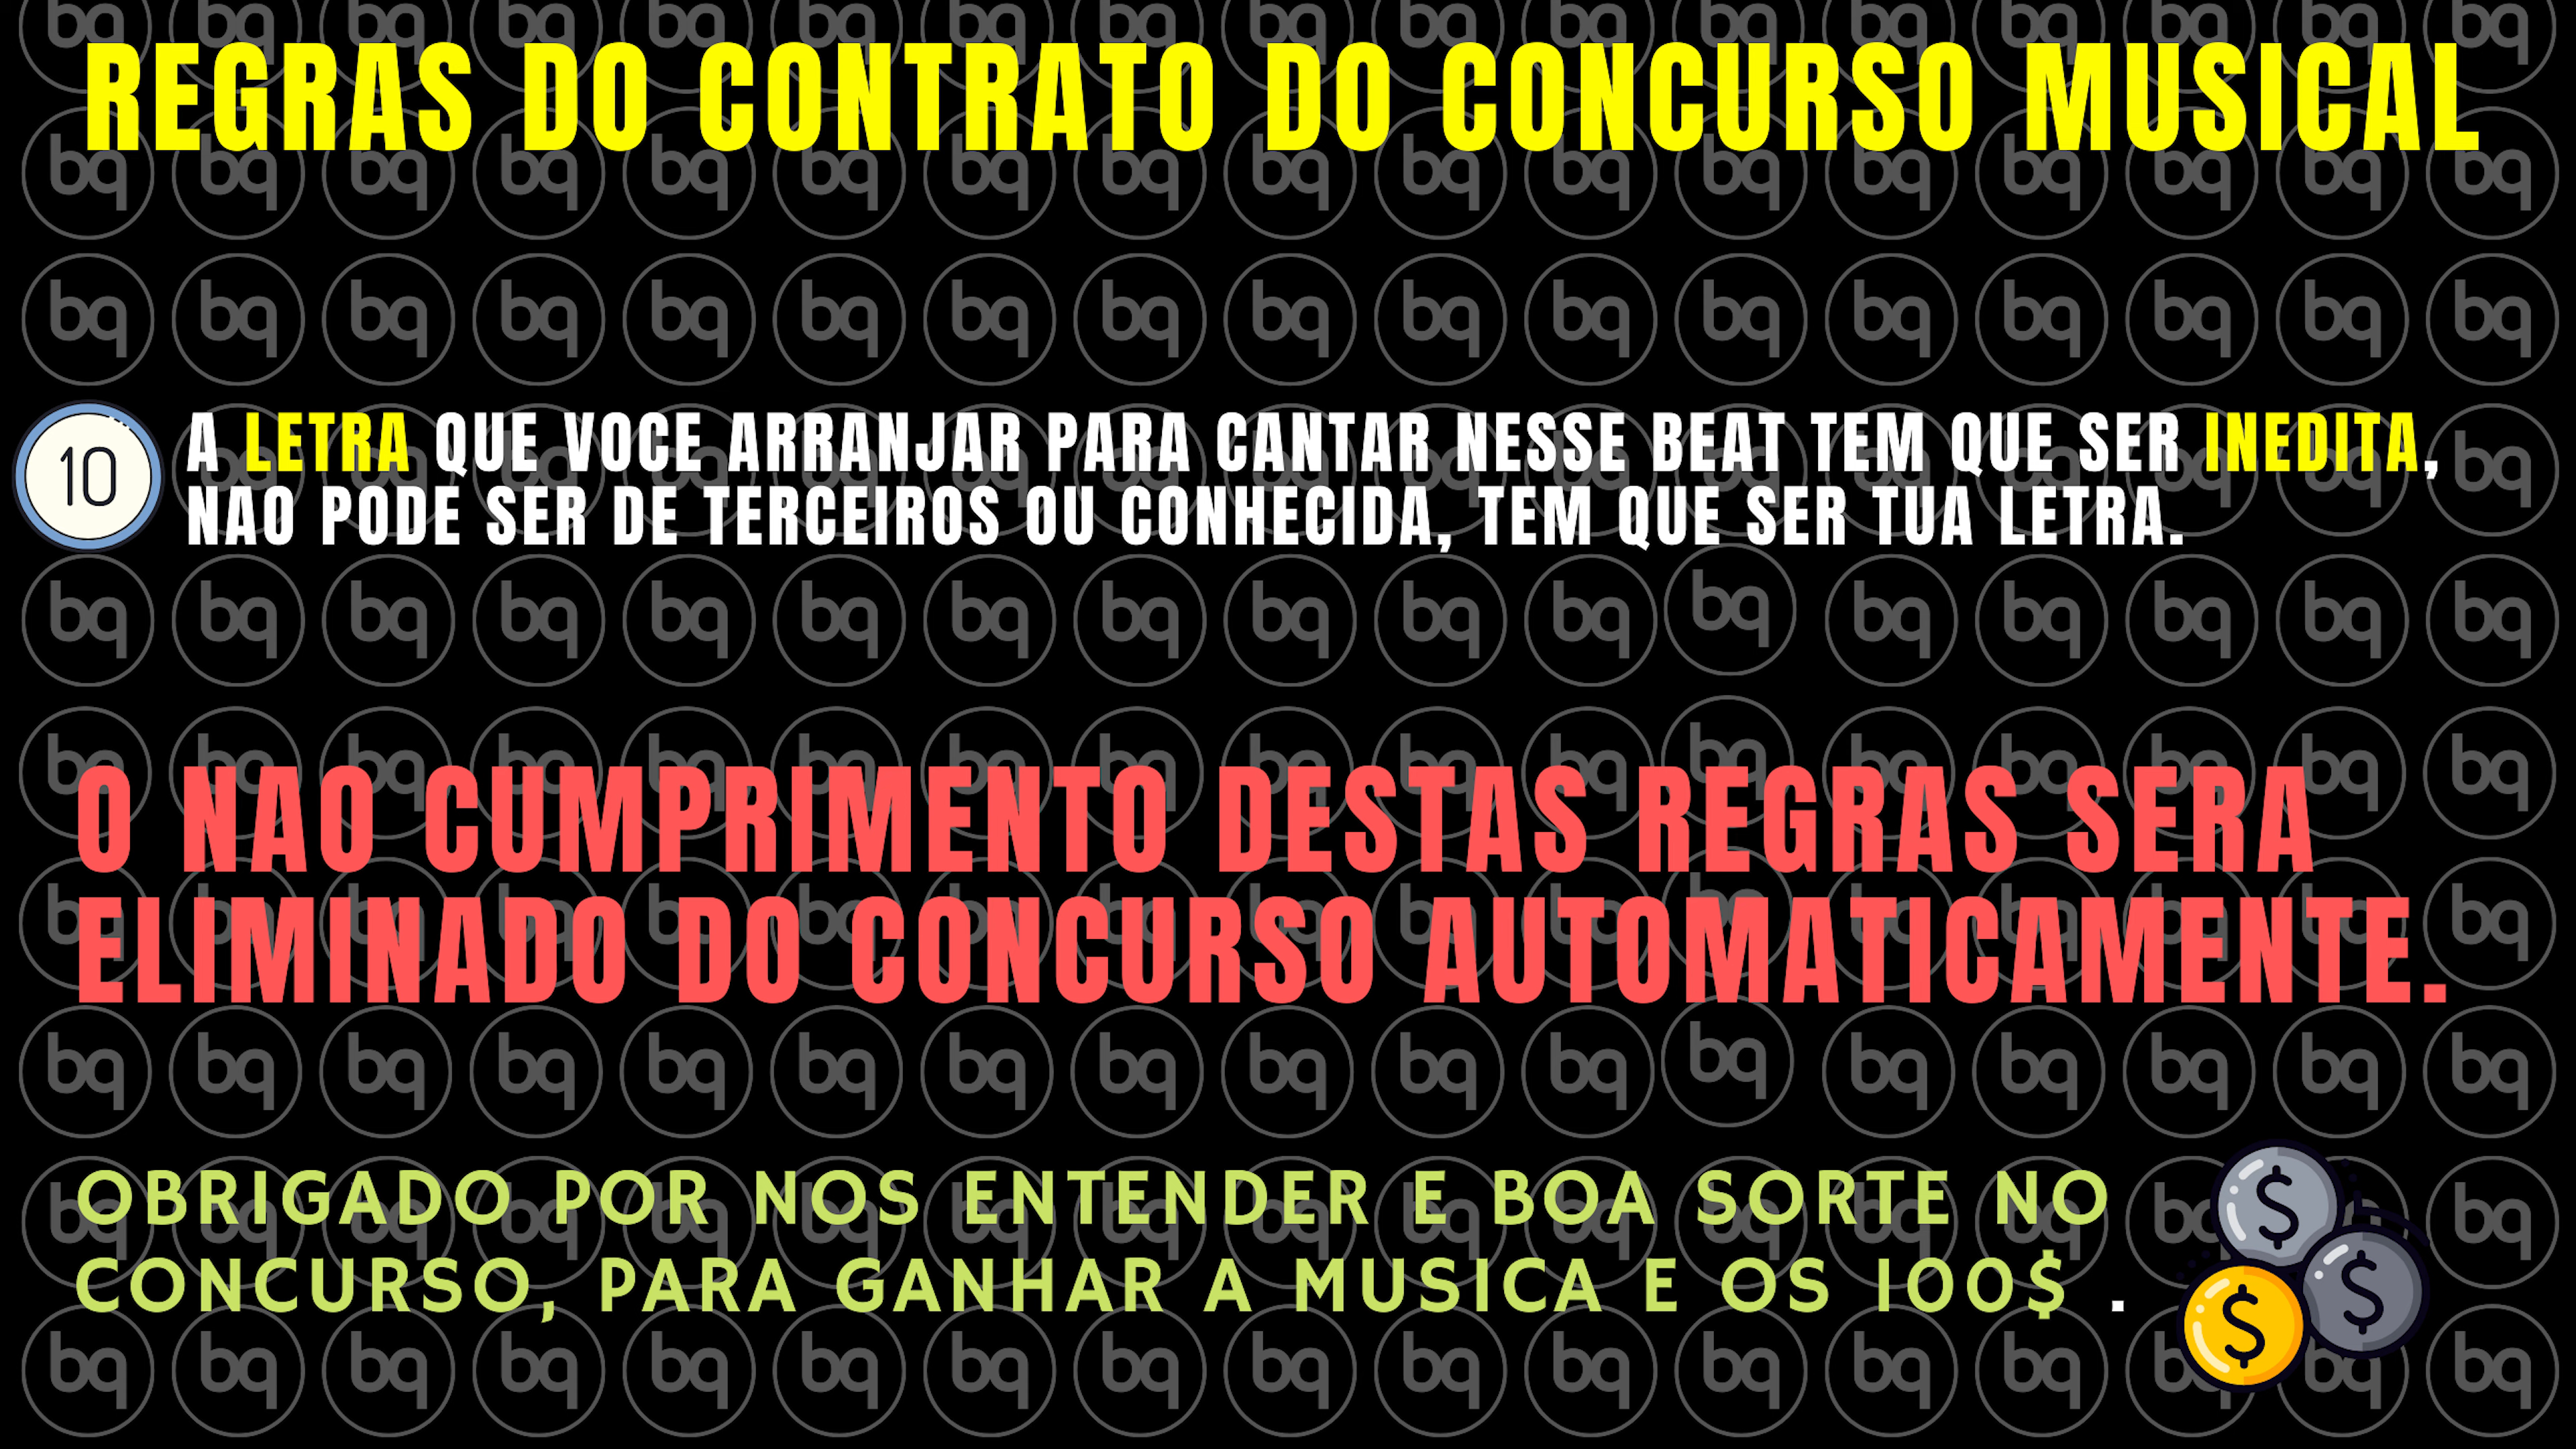 REGRAS DO CONTRATO DO CONCURSO MUSICAL
10
A LETRA QUE VOCE ARRANJAR PARA CANTAR NESSE BEAT TEM QUE SER INEDITA,
NAO PODE SER DE TERCEIROS OU CONHECIDA, TEM QUE SER TUA LETRA.
O NAO CUMPRIMENTO DESTAS REGRAS SERA
ELIMINADO DO CONCURSO AUTOMATICAMENTE.
OBRIGADO POR NOS ENTENDER E BOA SORTE NO
CONCURSO, PARA GANHAR A MUSICA E OS 100$ .